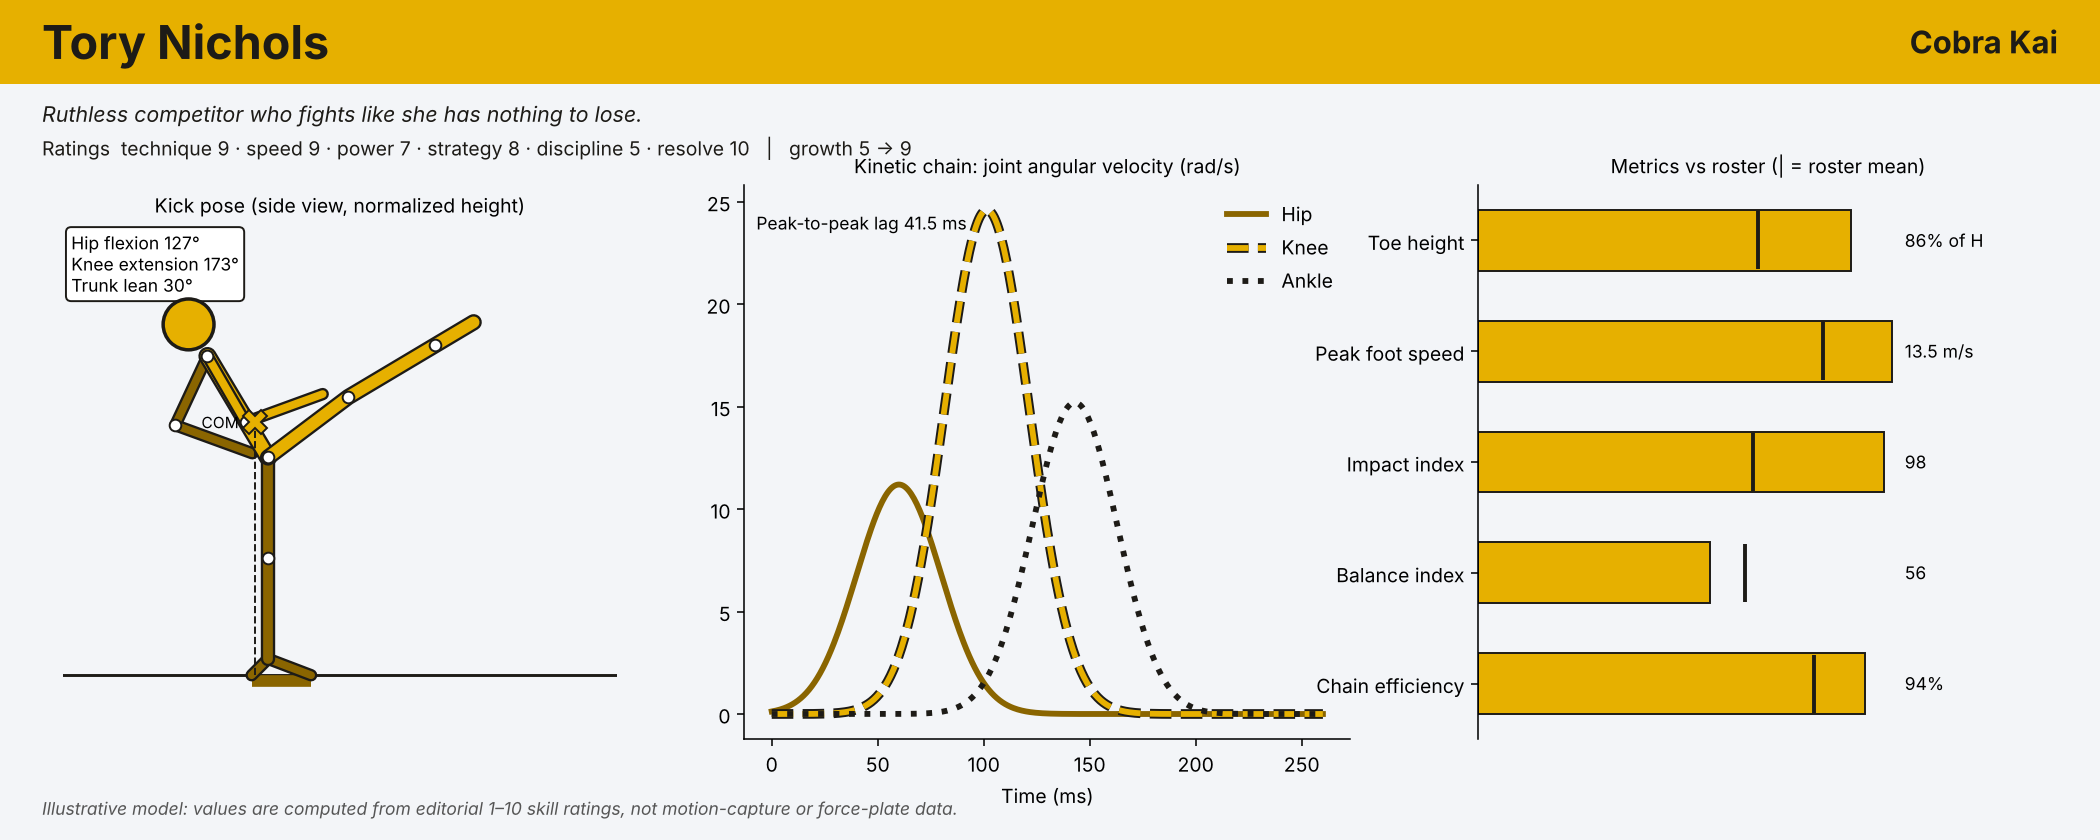 Tory Nichols
Cobra Kai
Ruthless competitor who fights like she has nothing to lose.
Ratings  technique 9 · speed 9 · power 7 · strategy 8 · discipline 5 · resolve 10  |  growth 5 → 9
Kick pose (side view, normalized height)
Hip flexion 127°
Knee extension 173°
Trunk lean 30°
COM
Kinetic chain: joint angular velocity (rad/s)
Peak-to-peak lag 41.5 ms
Hip
Knee
Ankle
25
20
15
10
5
0
0 50 100 150 200 250
Time (ms)
Metrics vs roster (| = roster mean)
Toe height 86% of H
Peak foot speed 13.5 m/s
Impact index 98
Balance index 56
Chain efficiency 94%
Illustrative model: values are computed from editorial 1–10 skill ratings, not motion-capture or force-plate data.